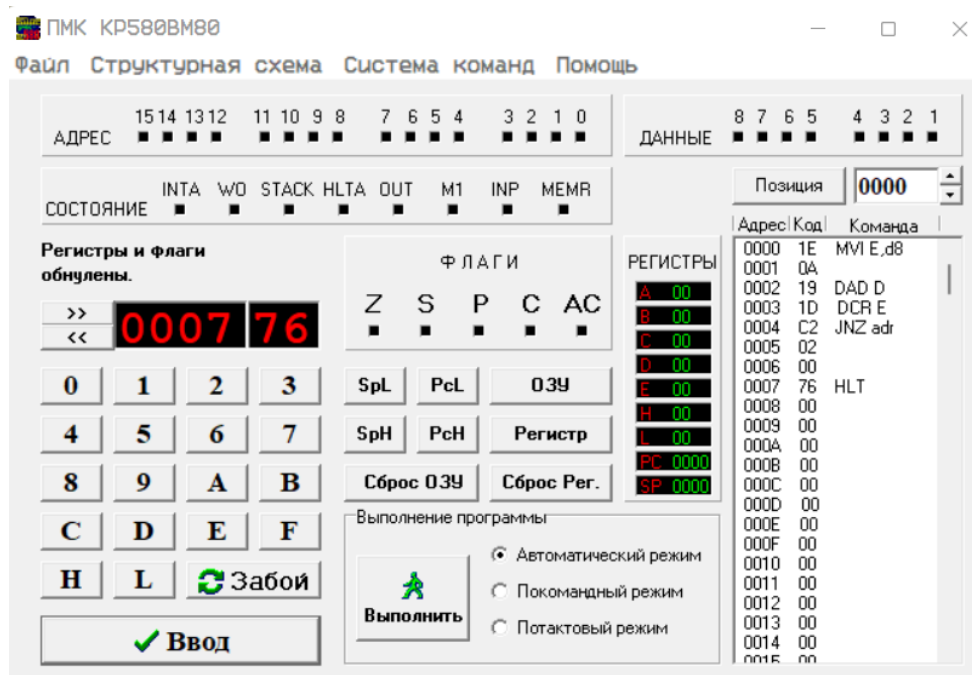 ПМК КР580ВМ80
Файл Структурная схема Система команд Помощь
АДРЕС 15 14 13 12 11 10 9 8 7 6 5 4 3 2 1 0
ДАННЫЕ 8 7 6 5 4 3 2 1
СОСТОЯНИЕ INTA WO STACK HLTA OUT M1 INP MEMR
Позиция 0000
Регистры и флаги
обнулены.
>>
<<
0007 76
ФЛАГИ
Z S P C AC
РЕГИСТРЫ
A 00
B 00
C 00
D 00
E 00
H 00
L 00
PC 0000
SP 0000
Адрес Код Команда
0000 1E MVI E,d8
0001 0A
0002 19 DAD D
0003 1D DCR E
0004 C2 JNZ adr
0005 02
0006 00
0007 76 HLT
0008 00
0009 00
000A 00
000B 00
000C 00
000D 00
000E 00
000F 00
0010 00
0011 00
0012 00
0013 00
0014 00
0015 00
0 1 2 3
4 5 6 7
8 9 A B
C D E F
H L Забой
Ввод
SpL PcL ОЗУ
SpH PcH Регистр
Сброс ОЗУ Сброс Рег.
Выполнение программы
Выполнить
Автоматический режим
Покомандный режим
Потактовый режим